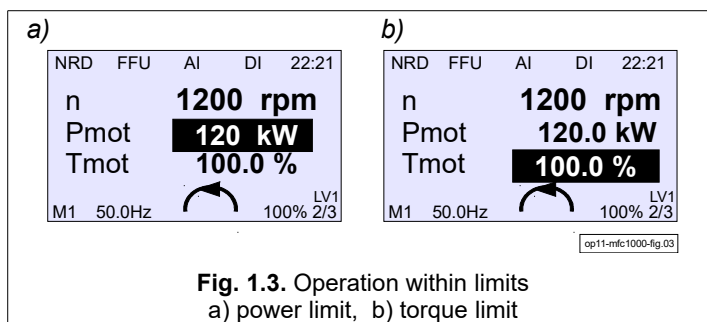 a)
NRD FFU AI DI 22:21
n 1200 rpm
Pmot 120 kW
Tmot 100.0 %
LV1
M1 50.0Hz 100% 2/3
b)
NRD FFU AI DI 22:21
n 1200 rpm
Pmot 120.0 kW
Tmot 100.0 %
LV1
M1 50.0Hz 100% 2/3
op11-mfc1000-fig.03
Fig. 1.3. Operation within limits
a) power limit, b) torque limit